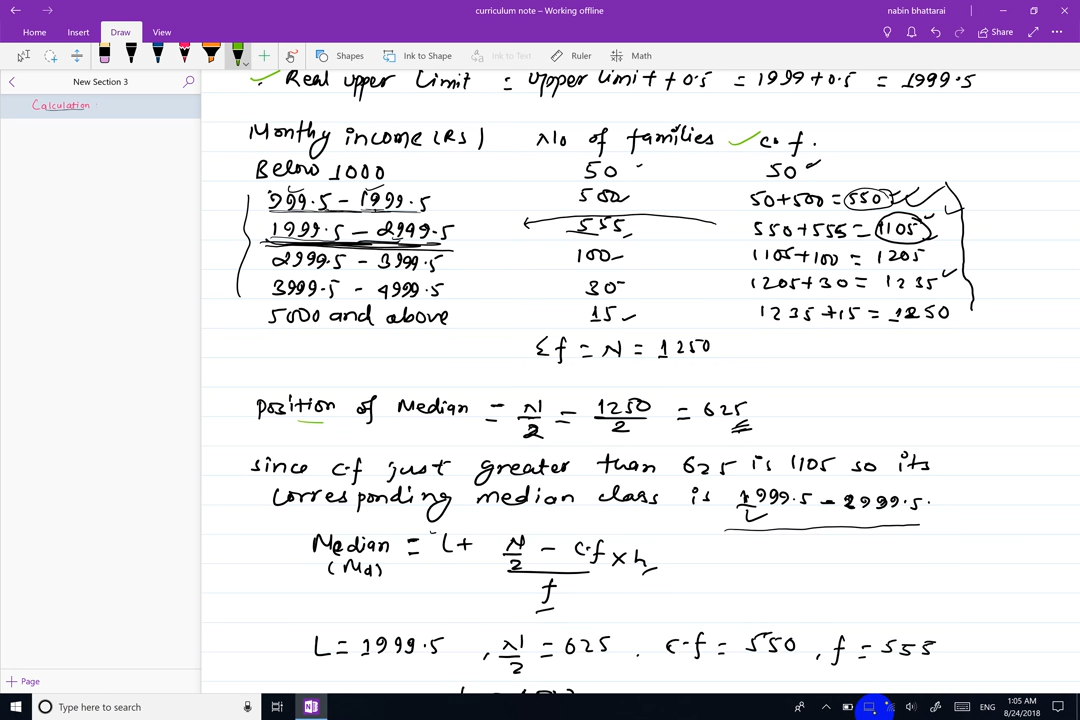 curriculum note – Working offline
nabin bhattarai
Home Insert Draw View
Share
Shapes Ink to Shape Ink to Text Ruler Math
New Section 3
Calculation
Real upper Limit = upper limit + 0.5 = 1999 + 0.5 = 1999.5
Monthy income (RS) No of families c.f.
Below 1000 50 50
999.5 - 1999.5 500 50+500 = 550
1999.5 - 2999.5 555 550+555 = 1105
2999.5 - 3999.5 100 1105+100 = 1205
3999.5 - 4999.5 30 1205+30 = 1235
5000 and above 15 1235+15 = 1250
Σf = N = 1250
position of Median = N/2 = 1250/2 = 625
since c.f just greater than 625 is 1105 so its
corresponding median class is 1999.5 - 2999.5.
Median = L + (N/2 - c.f)/f × h
(Md)
L = 1999.5, N/2 = 625. c.f = 550, f = 555
Page
Type here to search
ENG
1:05 AM
8/24/2018